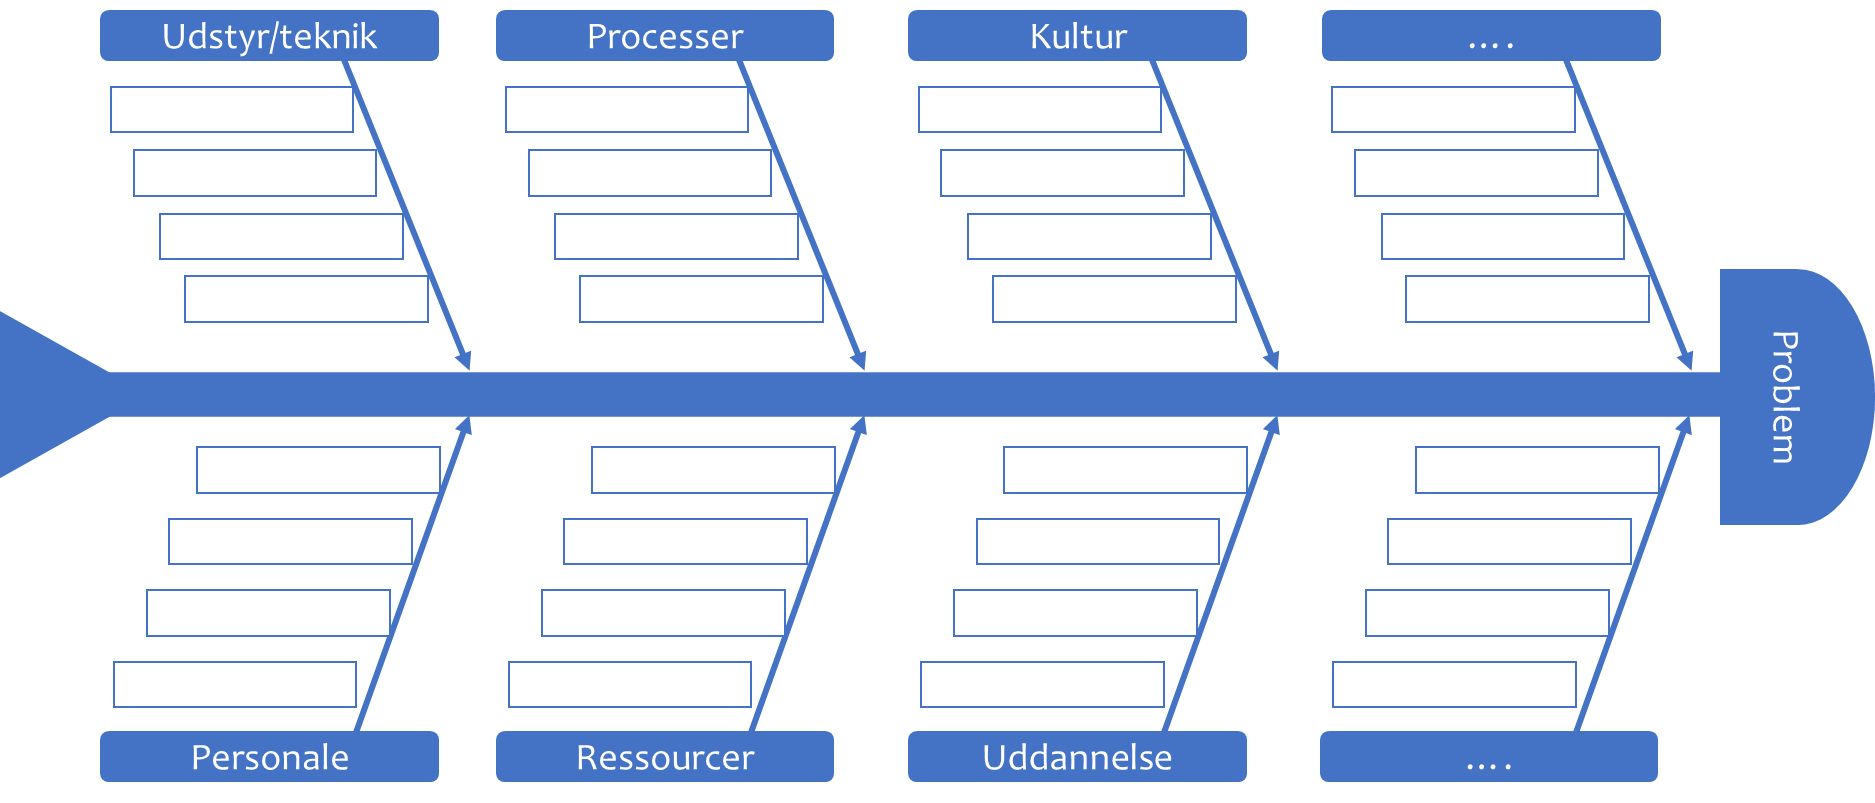 Udstyr/teknik
Processer
Kultur
....
Problem
Personale
Ressourcer
Uddannelse
....